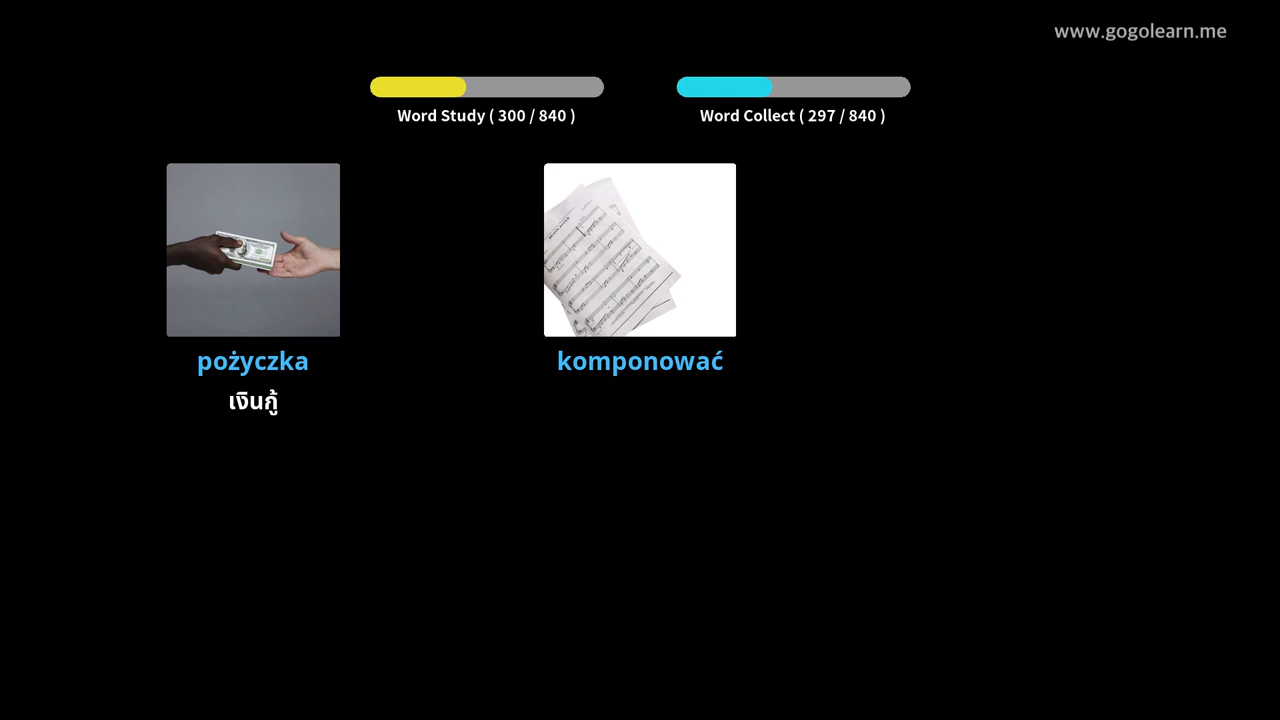 www.gogolearn.me
Word Study ( 300 / 840 )
Word Collect ( 297 / 840 )
pożyczka
เงินกู้
komponować